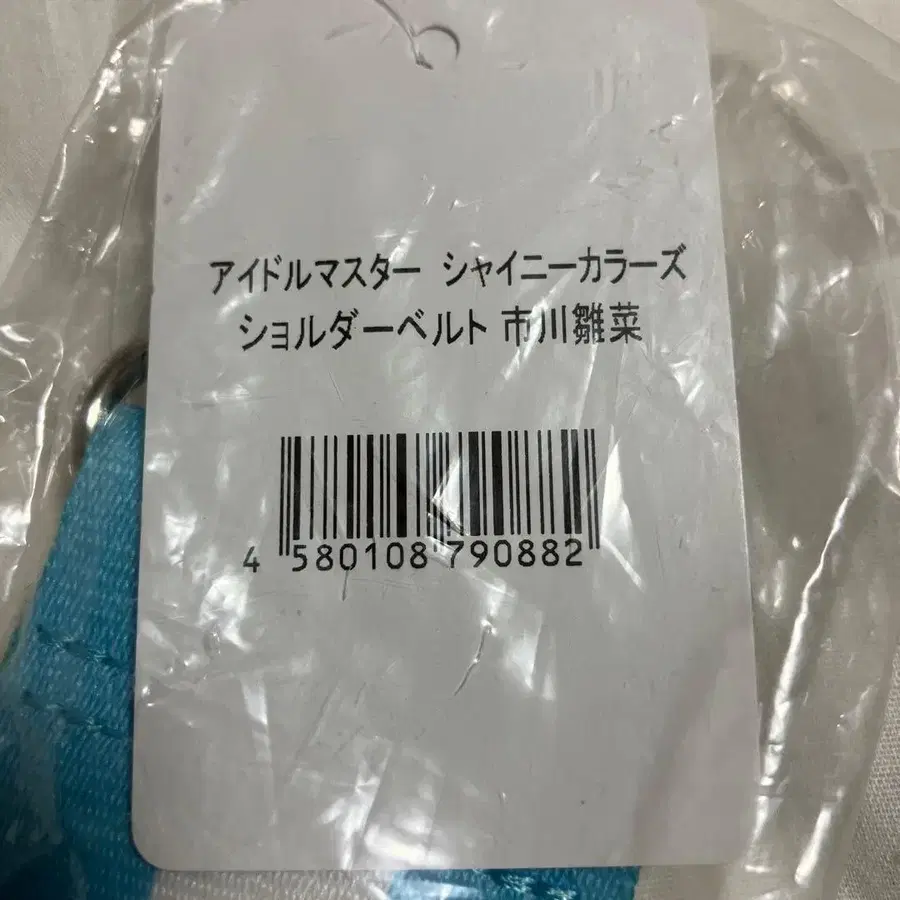 アイドルマスター シャイニーカラーズ
ショルダーベルト 市川雛菜
4 580108 790882